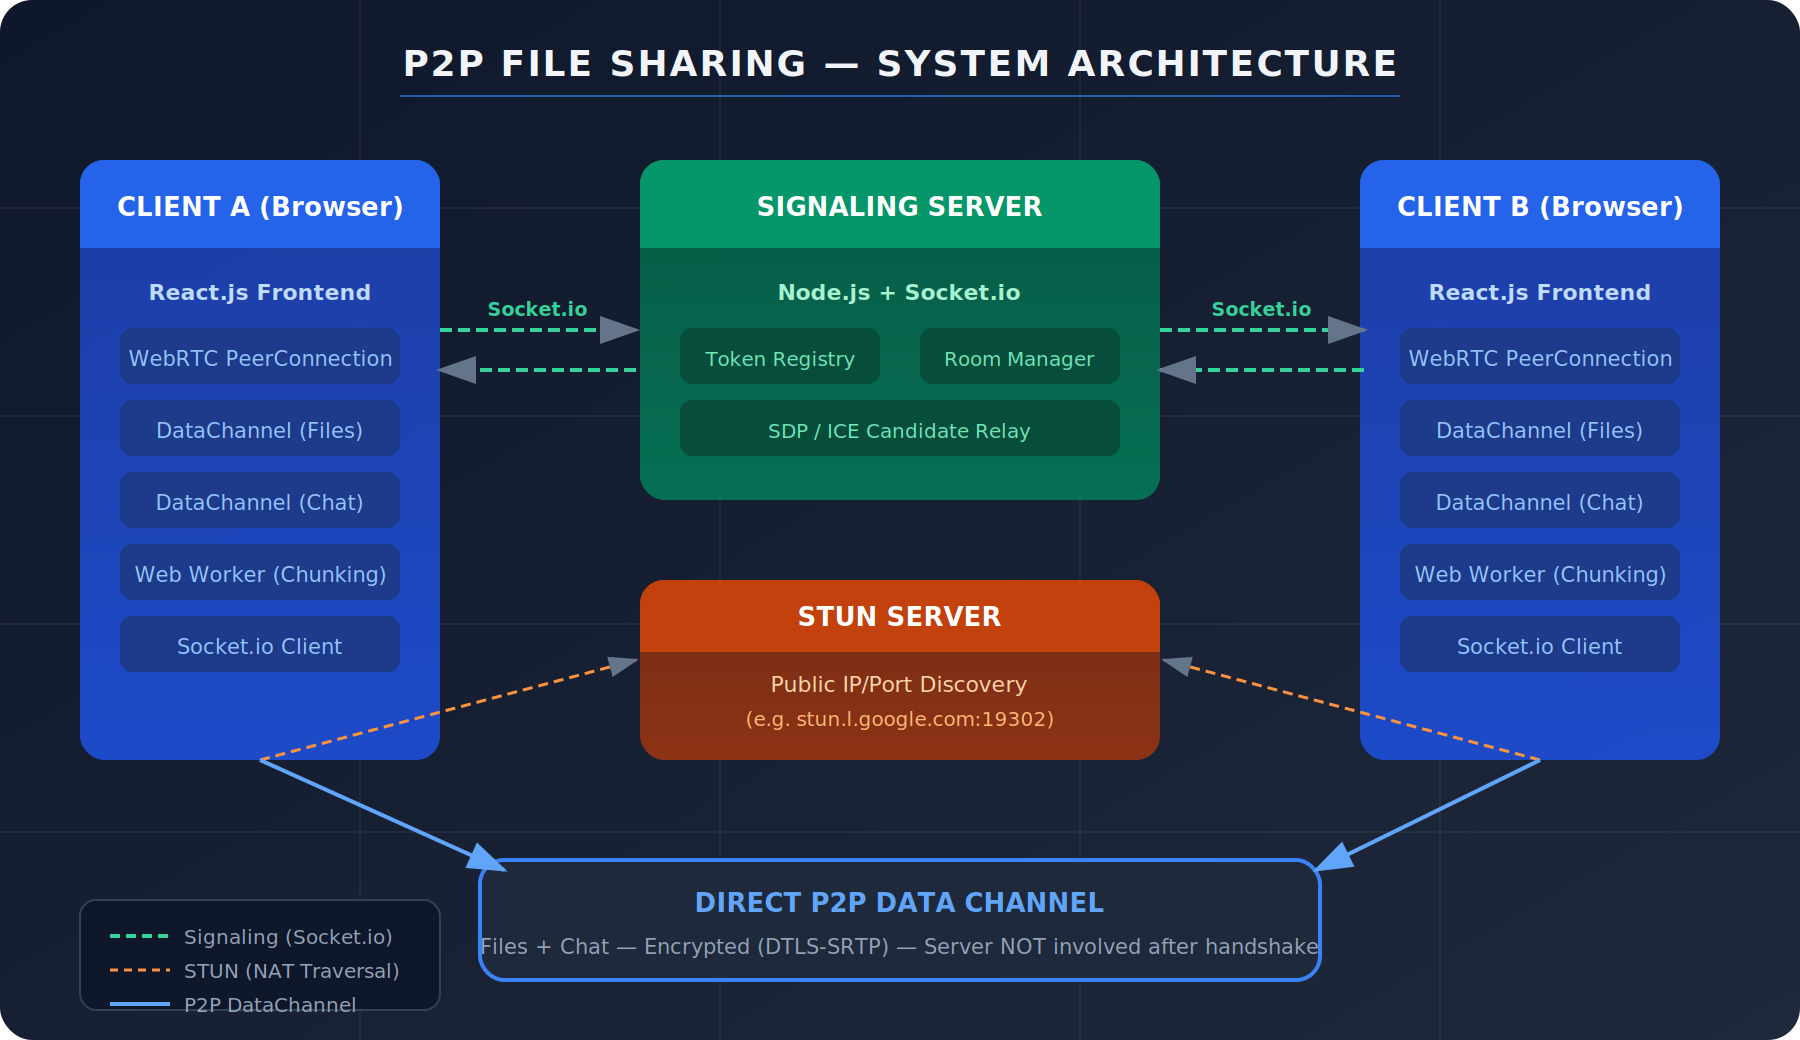 P2P FILE SHARING — SYSTEM ARCHITECTURE
CLIENT A (Browser)
React.js Frontend
WebRTC PeerConnection
DataChannel (Files)
DataChannel (Chat)
Web Worker (Chunking)
Socket.io Client
Socket.io
SIGNALING SERVER
Node.js + Socket.io
Token Registry
Room Manager
SDP / ICE Candidate Relay
Socket.io
CLIENT B (Browser)
React.js Frontend
WebRTC PeerConnection
DataChannel (Files)
DataChannel (Chat)
Web Worker (Chunking)
Socket.io Client
STUN SERVER
Public IP/Port Discovery
(e.g. stun.l.google.com:19302)
DIRECT P2P DATA CHANNEL
Files + Chat — Encrypted (DTLS-SRTP) — Server NOT involved after handshake
Signaling (Socket.io)
STUN (NAT Traversal)
P2P DataChannel